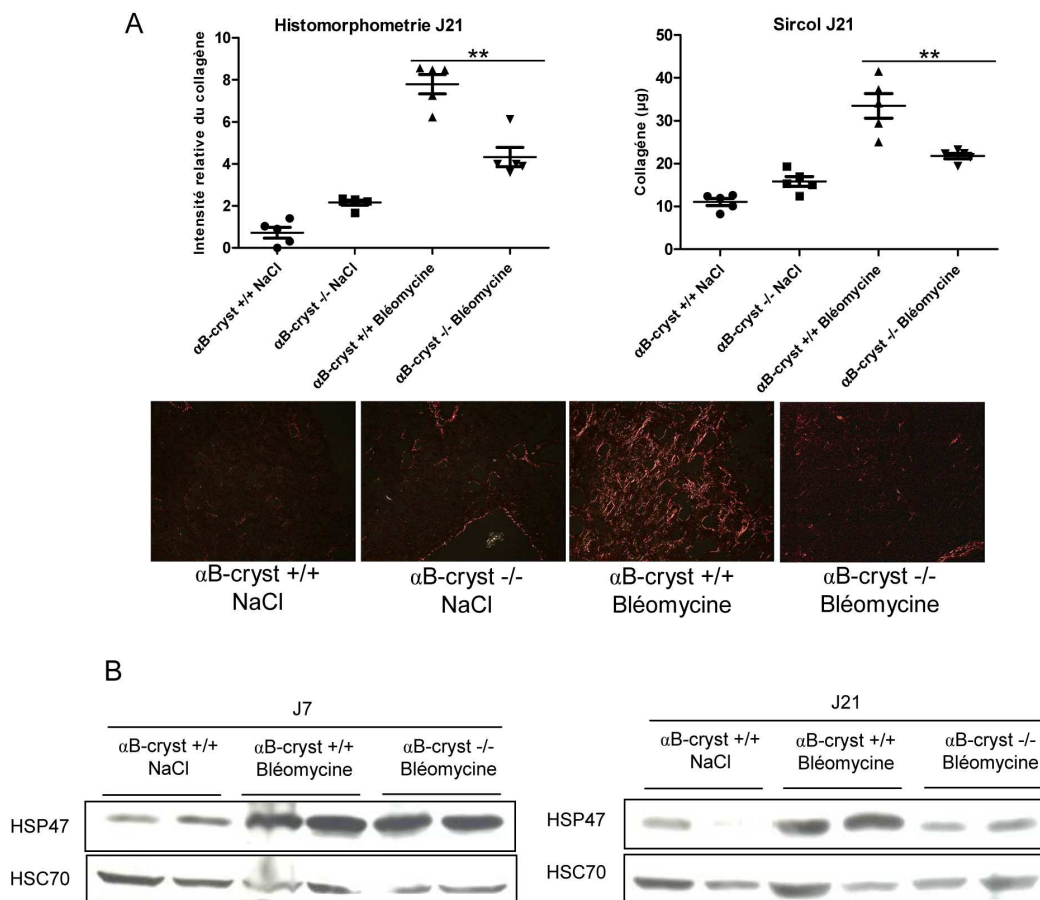 A
Histomorphometrie J21
Intensité relative du collagène
8
6
4
2
0
**
αB-cryst +/+ NaCl
αB-cryst -/- NaCl
αB-cryst +/+ Bléomycine
αB-cryst -/- Bléomycine
Sircol J21
Collagéne (µg)
50
40
30
20
10
0
**
αB-cryst +/+ NaCl
αB-cryst -/- NaCl
αB-cryst +/+ Bléomycine
αB-cryst -/- Bléomycine
αB-cryst +/+
NaCl
αB-cryst -/-
NaCl
αB-cryst +/+
Bléomycine
αB-cryst -/-
Bléomycine
B
J7
αB-cryst +/+
NaCl
αB-cryst +/+
Bléomycine
αB-cryst -/-
Bléomycine
HSP47
HSC70
J21
αB-cryst +/+
NaCl
αB-cryst +/+
Bléomycine
αB-cryst -/-
Bléomycine
HSP47
HSC70